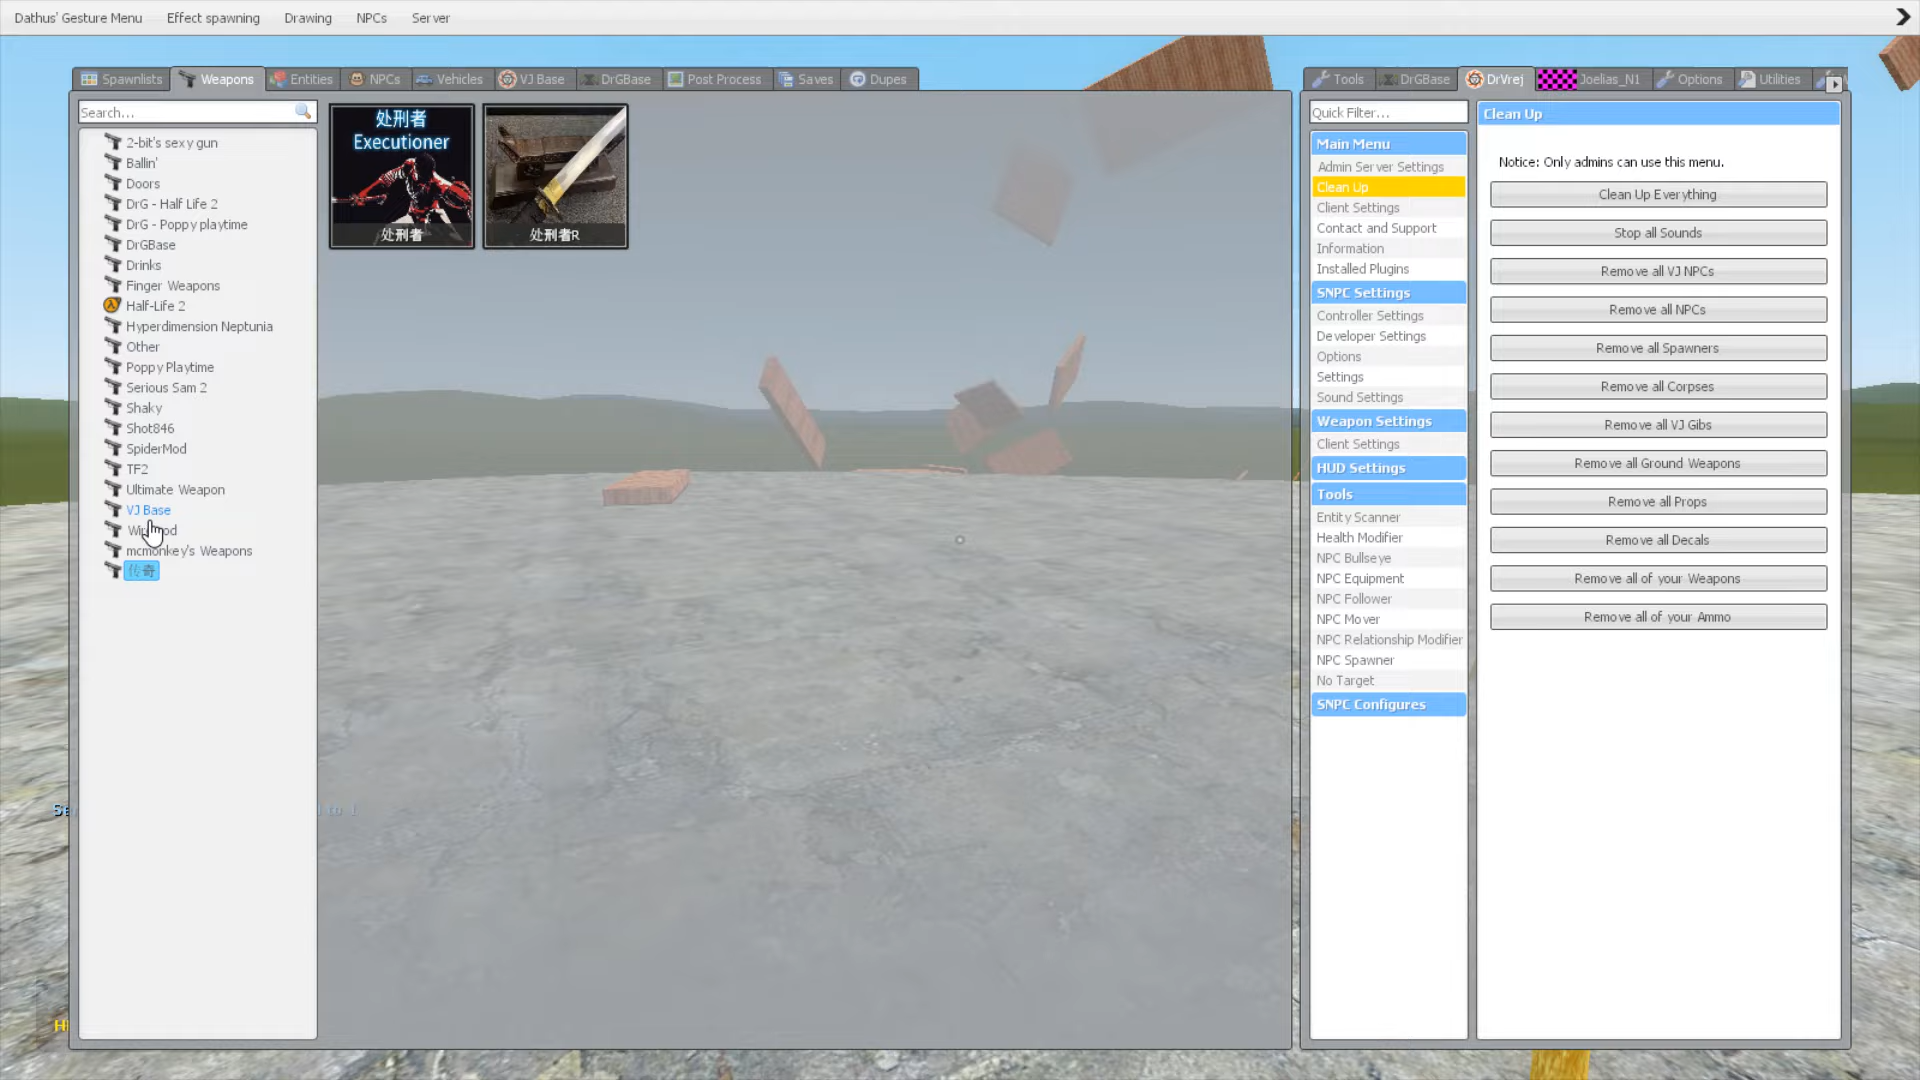 Dathus' Gesture Menu
Effect spawning
Drawing
NPCs
Server
Spawnlists
Weapons
Entities
NPCs
Vehicles
VJ Base
DrGBase
Post Process
Saves
Dupes
Search...
2-bit's sexy gun
Ballin'
Doors
DrG - Half Life 2
DrG - Poppy playtime
DrGBase
Drinks
Finger Weapons
Half-Life 2
Hyperdimension Neptunia
Other
Poppy Playtime
Serious Sam 2
Shaky
Shot846
SpiderMod
TF2
Ultimate Weapon
VJ Base
mcmonkey's Weapons
传奇
处刑者
Executioner
处刑者
处刑者R
Tools
DrGBase
DrVrej
Joelias_N1
Options
Utilities
Quick Filter...
Main Menu
Admin Server Settings
Clean Up
Client Settings
Contact and Support
Information
Installed Plugins
SNPC Settings
Controller Settings
Developer Settings
Options
Settings
Sound Settings
Weapon Settings
Client Settings
HUD Settings
Tools
Entity Scanner
Health Modifier
NPC Bullseye
NPC Equipment
NPC Follower
NPC Mover
NPC Relationship Modifier
NPC Spawner
No Target
SNPC Configures
Clean Up
Notice: Only admins can use this menu.
Clean Up Everything
Stop all Sounds
Remove all VJ NPCs
Remove all NPCs
Remove all Spawners
Remove all Corpses
Remove all VJ Gibs
Remove all Ground Weapons
Remove all Props
Remove all Decals
Remove all of your Weapons
Remove all of your Ammo